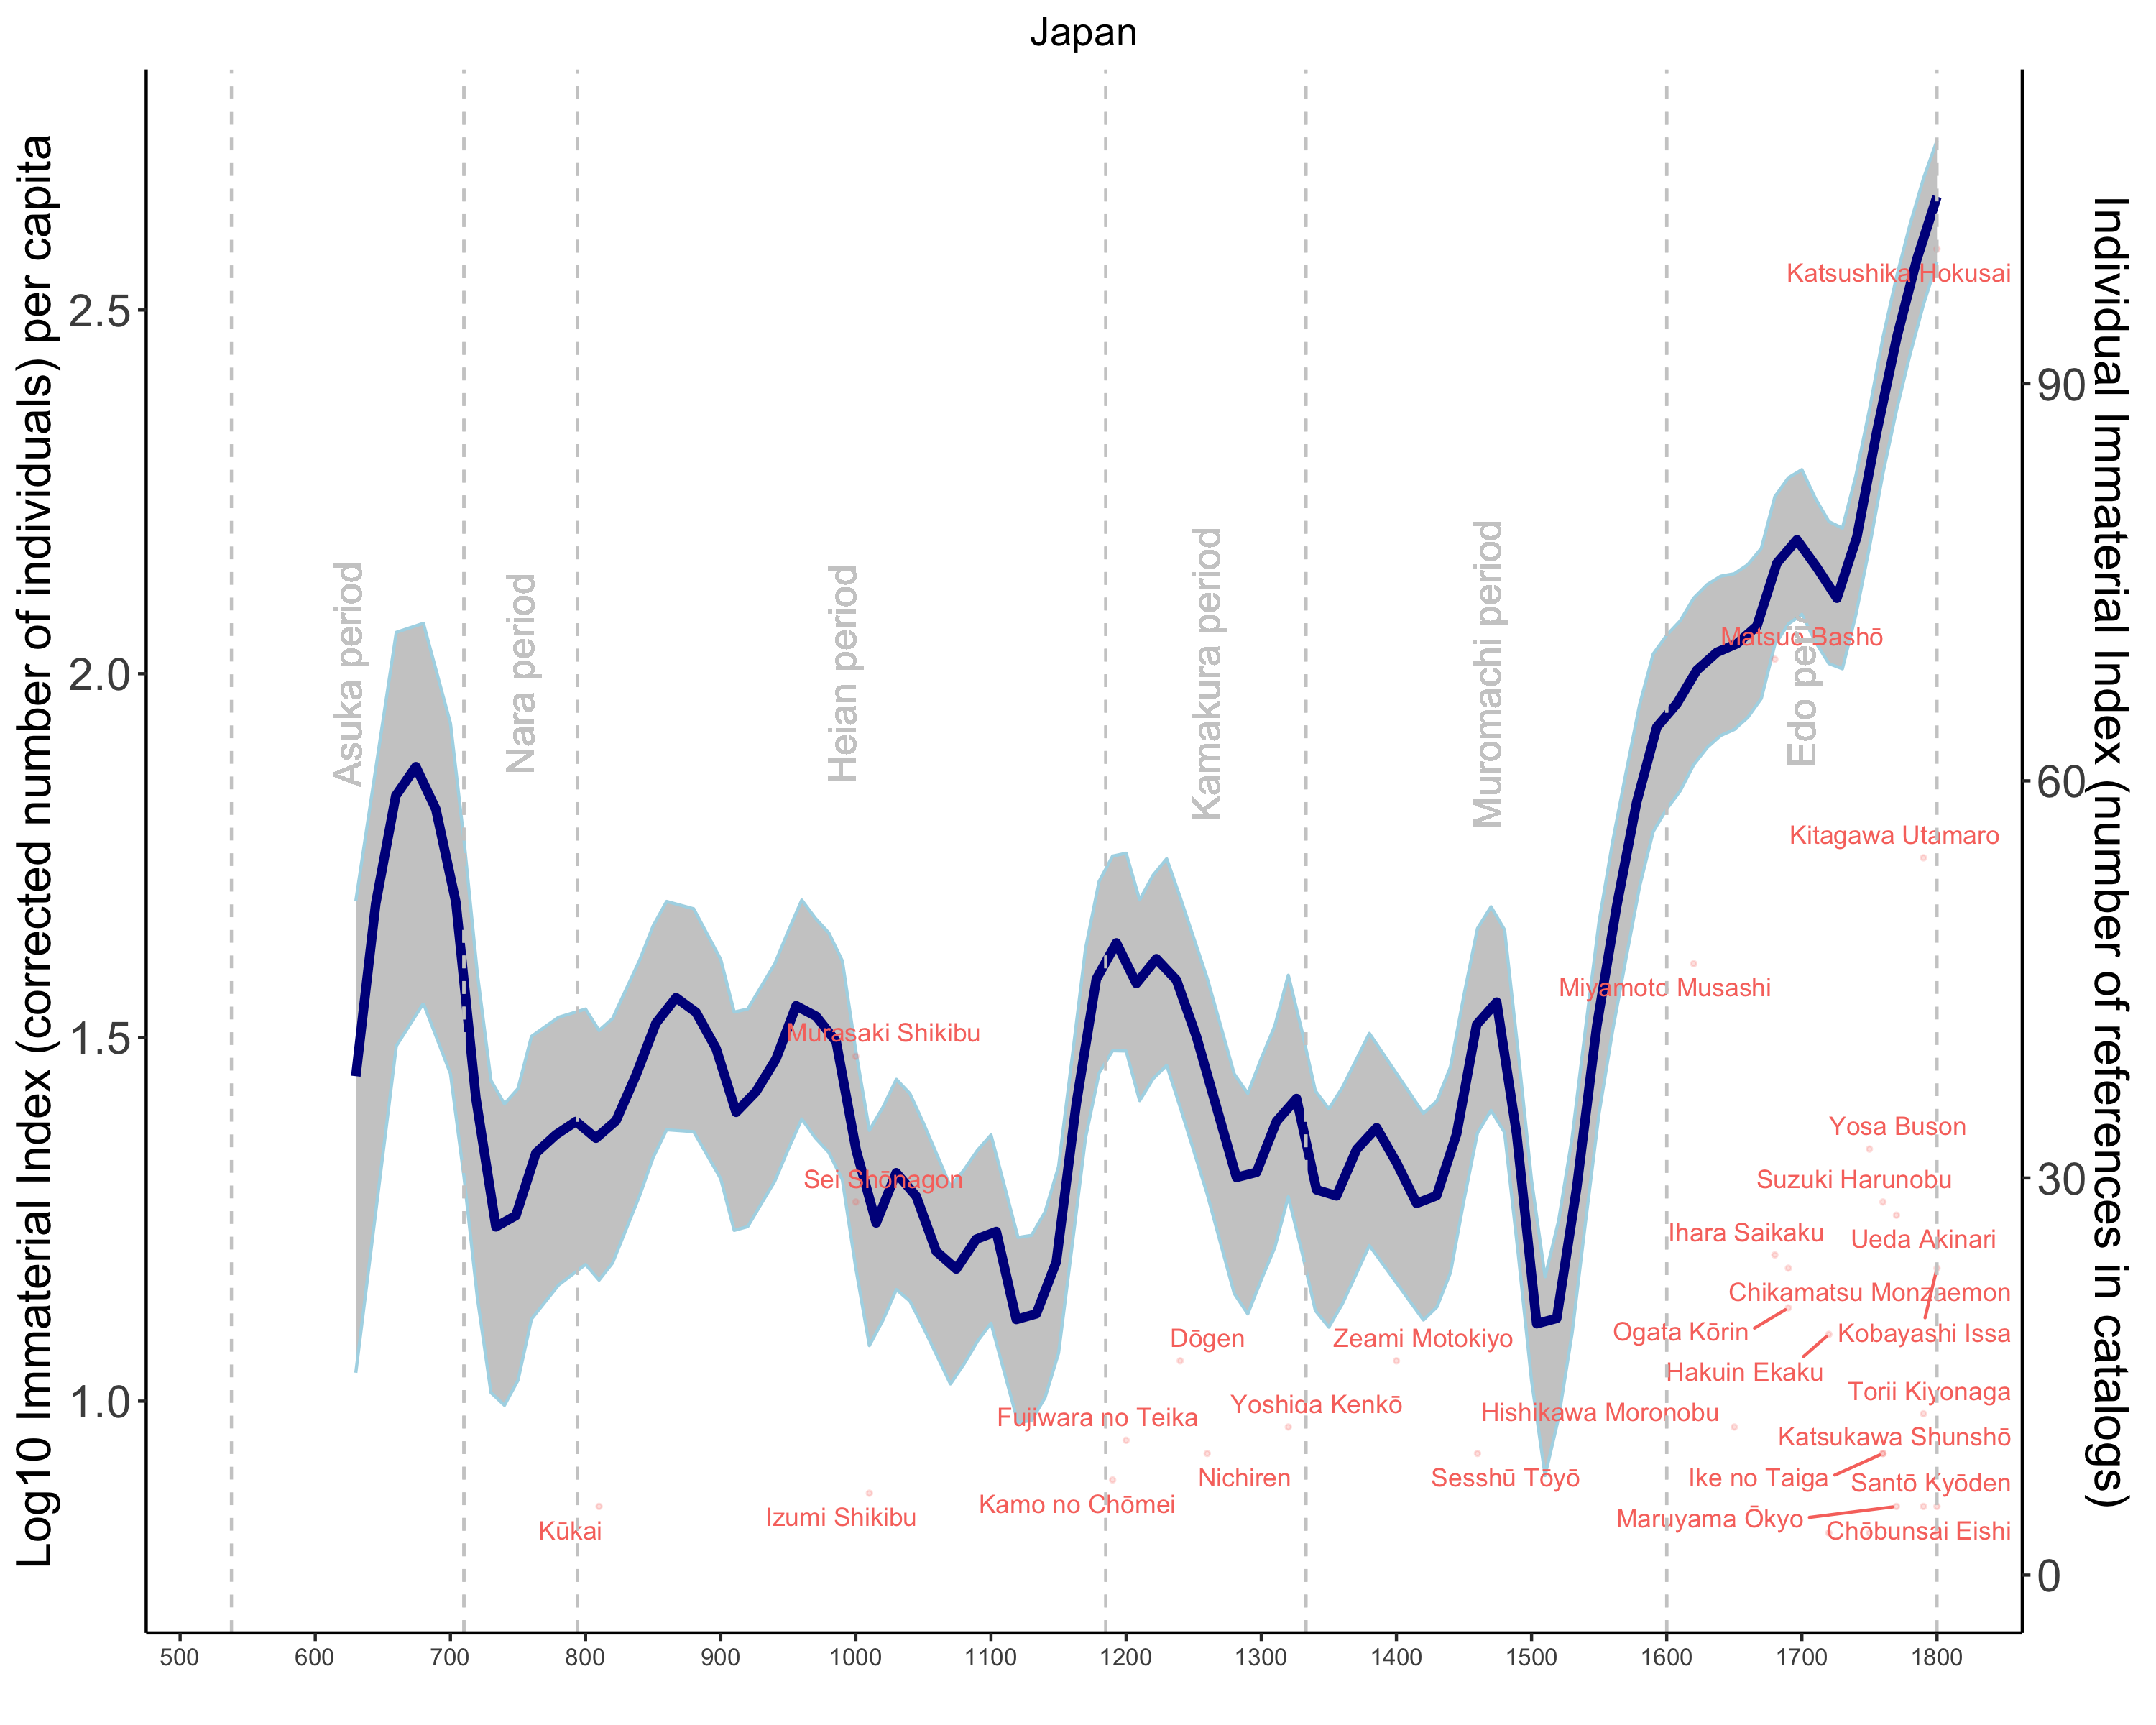 Japan
Log10 Immaterial Index (corrected number of individuals) per capita
Individual Immaterial Index (number of references in catalogs)
2.5
2.0
1.5
1.0
90
60
30
0
500 600 700 800 900 1000 1100 1200 1300 1400 1500 1600 1700 1800
Asuka period
Nara period
Heian period
Kamakura period
Muromachi period
Edo peri
Katsushika Hokusai
Matsuo Bashō
Kitagawa Utamaro
Miyamoto Musashi
Murasaki Shikibu
Yosa Buson
Sei Shōnagon
Suzuki Harunobu
Ihara Saikaku
Ueda Akinari
Chikamatsu Monzaemon
Ogata Kōrin
Kobayashi Issa
Dōgen
Zeami Motokiyo
Hakuin Ekaku
Torii Kiyonaga
Yoshida Kenkō
Hishikawa Moronobu
Fujiwara no Teika
Katsukawa Shunshō
Nichiren
Sesshū Tōyō
Ike no Taiga
Santō Kyōden
Kamo no Chōmei
Izumi Shikibu
Maruyama Ōkyo
Kūkai
Chōbunsai Eishi